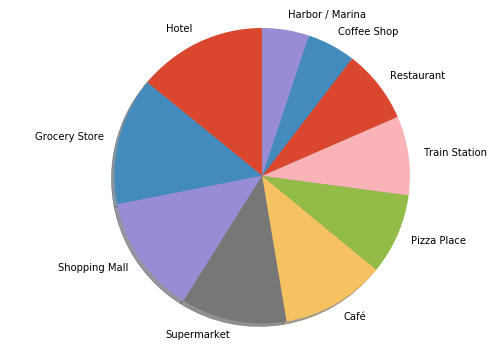 Harbor / Marina
Hotel
Coffee Shop
Restaurant
Grocery Store
Train Station
Pizza Place
Shopping Mall
Café
Supermarket